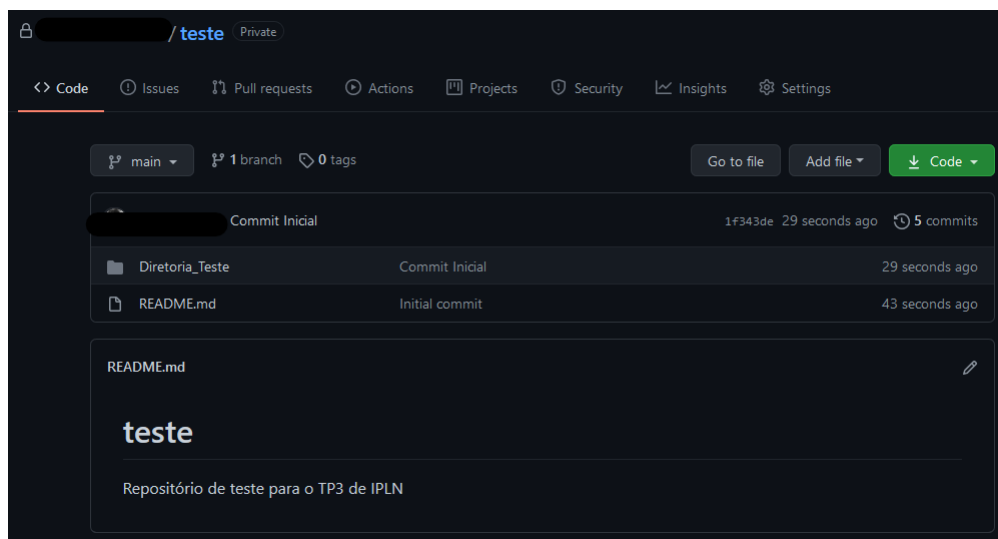 / teste Private
<> Code Issues Pull requests Actions Projects Security Insights Settings
main 1 branch 0 tags Go to file Add file Code
Commit Inicial 1f343de 29 seconds ago 5 commits
Diretoria_Teste Commit Inicial 29 seconds ago
README.md Initial commit 43 seconds ago
README.md
teste
Repositório de teste para o TP3 de IPLN